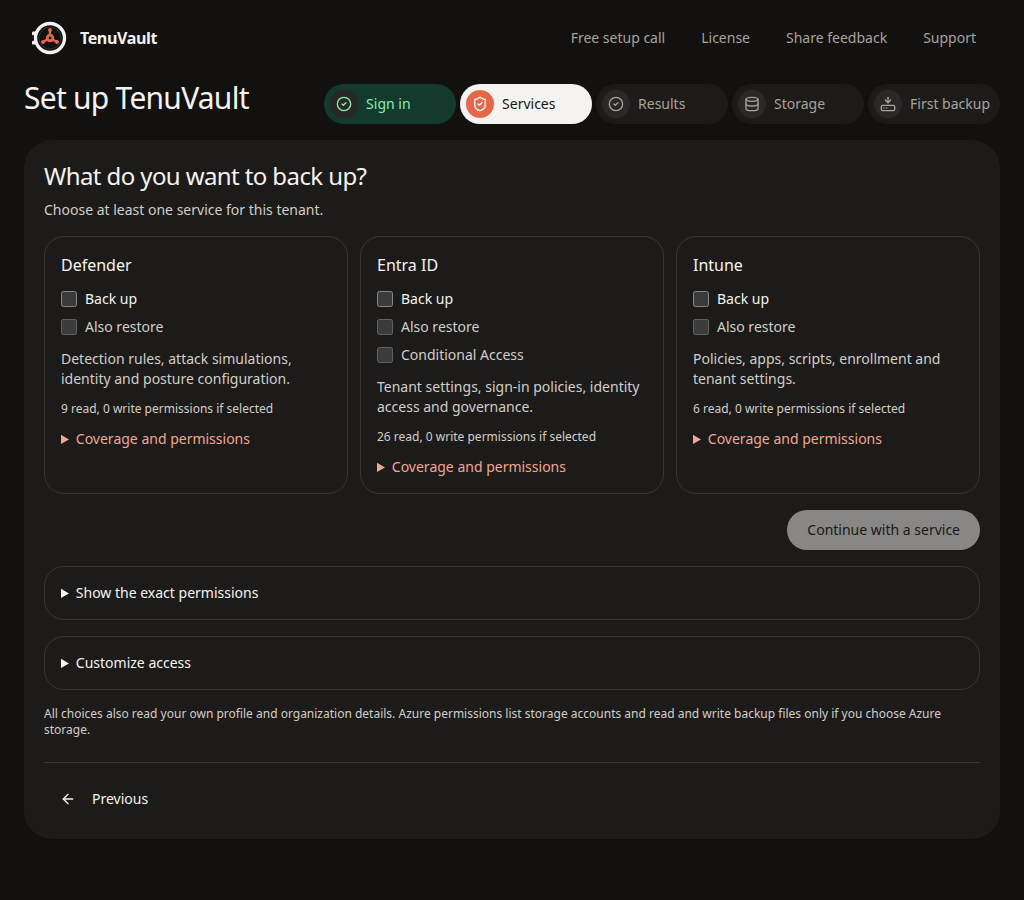 TenuVault
Free setup call
License
Share feedback
Support
Set up TenuVault
Sign in
Services
Results
Storage
First backup
What do you want to back up?
Choose at least one service for this tenant.
Defender
Back up
Also restore
Detection rules, attack simulations,
identity and posture configuration.
9 read, 0 write permissions if selected
Coverage and permissions
Entra ID
Back up
Also restore
Conditional Access
Tenant settings, sign-in policies, identity
access and governance.
26 read, 0 write permissions if selected
Coverage and permissions
Intune
Back up
Also restore
Policies, apps, scripts, enrollment and
tenant settings.
6 read, 0 write permissions if selected
Coverage and permissions
Continue with a service
Show the exact permissions
Customize access
All choices also read your own profile and organization details. Azure permissions list storage accounts and read and write backup files only if you choose Azure
storage.
Previous